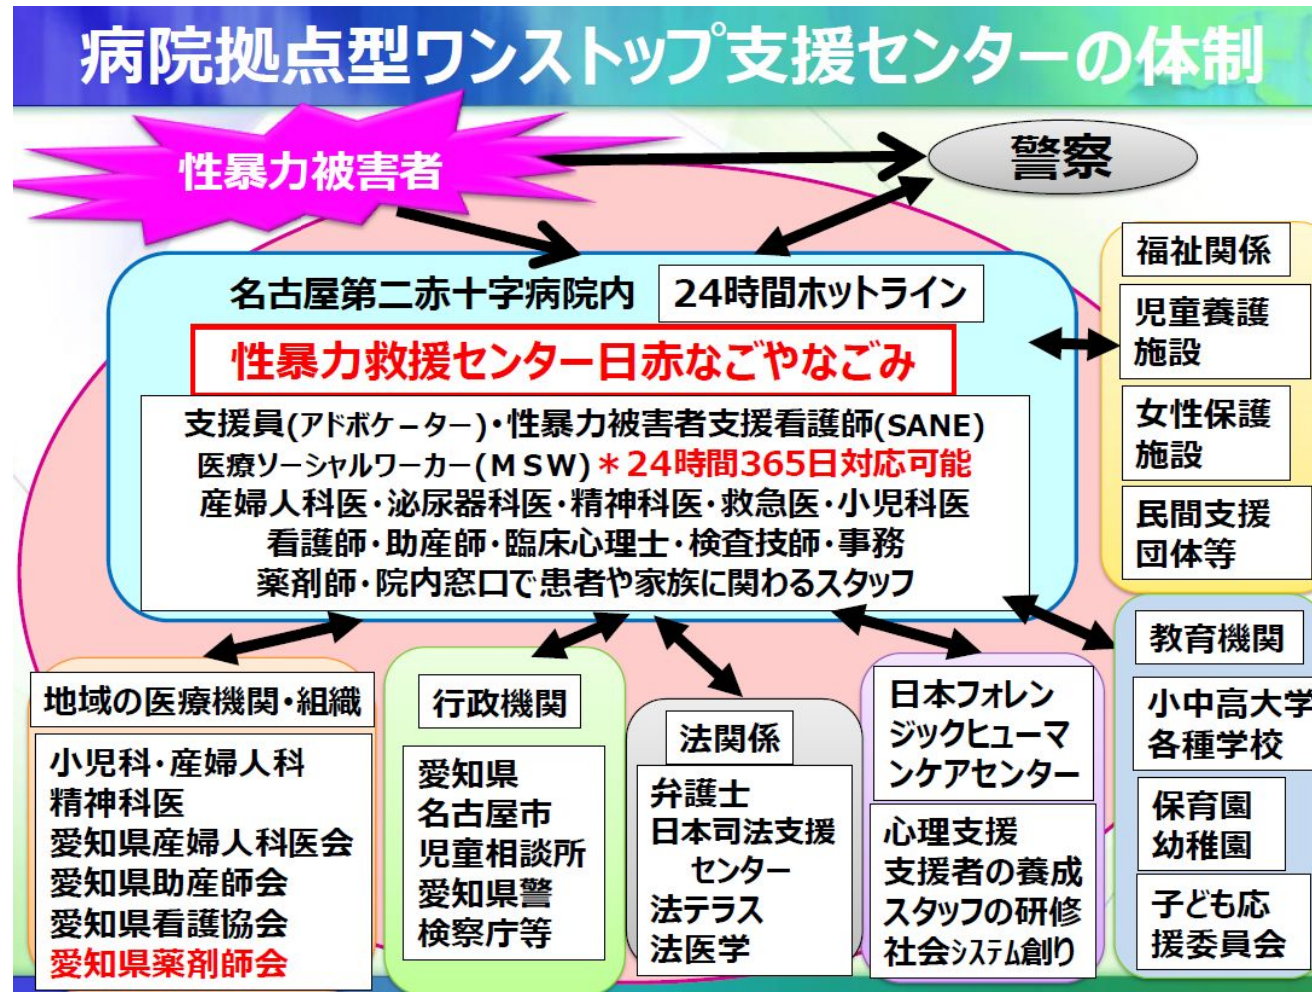 病院拠点型ワンストップ支援センターの体制
性暴力被害者
警察
名古屋第二赤十字病院内
24時間ホットライン
性暴力救援センター日赤なごやなごみ
支援員(アドボケーター)・性暴力被害者支援看護師(SANE)
医療ソーシャルワーカー(MSW)*24時間365日対応可能
産婦人科医・泌尿器科医・精神科医・救急医・小児科医
看護師・助産師・臨床心理士・検査技師・事務
薬剤師・院内窓口で患者や家族に関わるスタッフ
福祉関係
児童養護
施設
女性保護
施設
民間支援
団体等
地域の医療機関・組織
小児科・産婦人科
精神科医
愛知県産婦人科医会
愛知県助産師会
愛知県看護協会
愛知県薬剤師会
行政機関
愛知県
名古屋市
児童相談所
愛知県警
検察庁等
法関係
弁護士
日本司法支援
センター
法テラス
法医学
日本フォレン
ジックヒューマ
ンケアセンター
心理支援
支援者の養成
スタッフの研修
社会システム創り
教育機関
小中高大学
各種学校
保育園
幼稚園
子ども応
援委員会